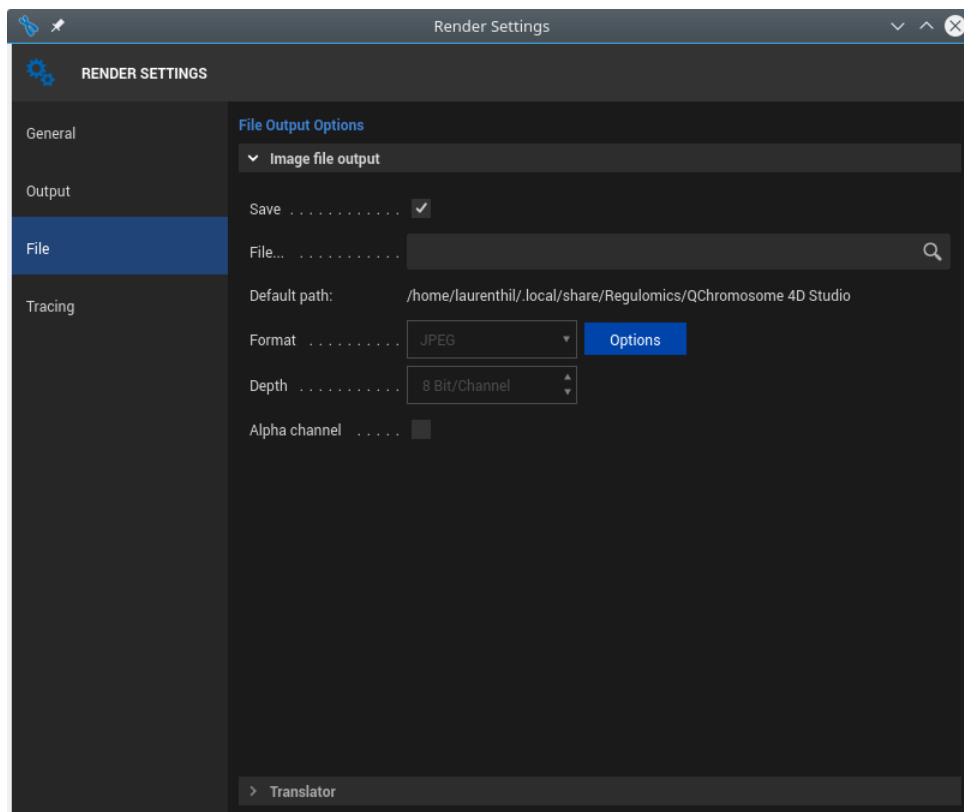 Render Settings
RENDER SETTINGS
General
Output
File
Tracing
File Output Options
Image file output
Save . . . . . . . . . . . .
File... . . . . . . . . . . .
Default path: /home/laurenthil/.local/share/Regulomics/QChromosome 4D Studio
Format . . . . . . . . . . JPEG Options
Depth . . . . . . . . . . . 8 Bit/Channel
Alpha channel . . . . .
Translator